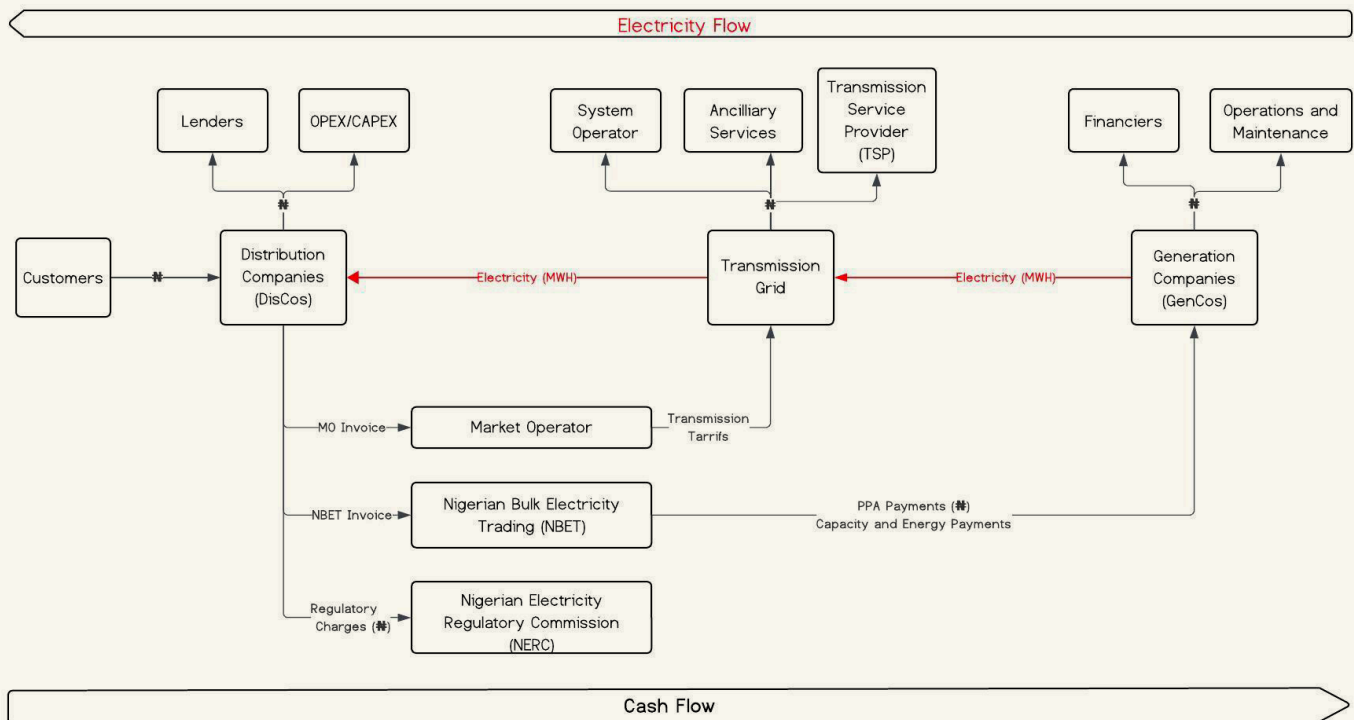 Electricity Flow
Lenders
OPEX/CAPEX
System
Operator
Ancilliary
Services
Transmission
Service
Provider
(TSP)
Financiers
Operations and
Maintenance
₦
₦
₦
Customers
₦
Distribution
Companies
(DisCos)
Electricity (MWH)
Transmission
Grid
Electricity (MWH)
Generation
Companies
(GenCos)
MO Invoice
Market Operator
Transmission
Tarrifs
NBET Invoice
Nigerian Bulk Electricity
Trading (NBET)
PPA Payments (₦)
Capacity and Energy Payments
Regulatory
Charges (₦)
Nigerian Electricity
Regulatory Commission
(NERC)
Cash Flow